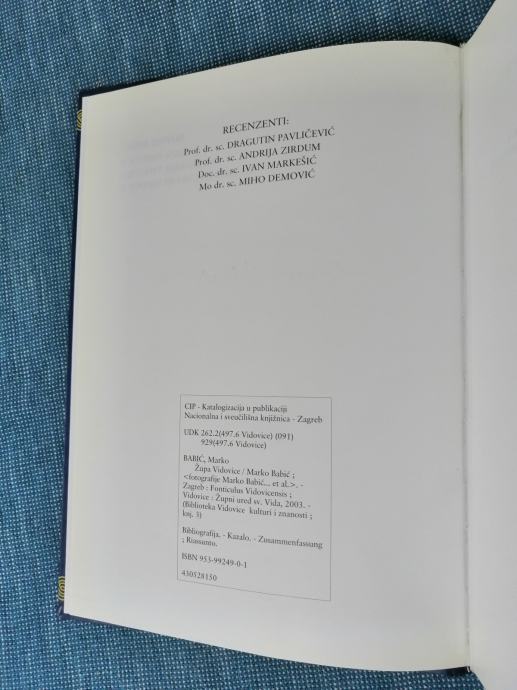 RECENZENTI:
Prof. dr. sc. DRAGUTIN PAVLIČEVIĆ
Prof. dr. sc. ANDRIJA ZIRDUM
Doc. dr. sc. IVAN MARKEŠIĆ
Mo dr. sc. MIHO DEMOVIĆ
CIP - Katalogizacija u publikaciji
Nacionalna i sveučilišna knjižnica - Zagreb
UDK 262.2(497.6 Vidovice) (091)
929(497.6 Vidovice)
BABIĆ, Marko
Župa Vidovice / Marko Babić ;
<fotografije Marko Babić... et al.>. -
Zagreb : Fonticulus Vidovicensis ;
Vidovice : Župni ured sv. Vida, 2003. -
(Biblioteka Vidovice kulturi i znanosti ;
knj. 3)
Bibliografija. - Kazalo. - Zusammenfassung
; Riassunto.
ISBN 953-99249-0-1
430528150